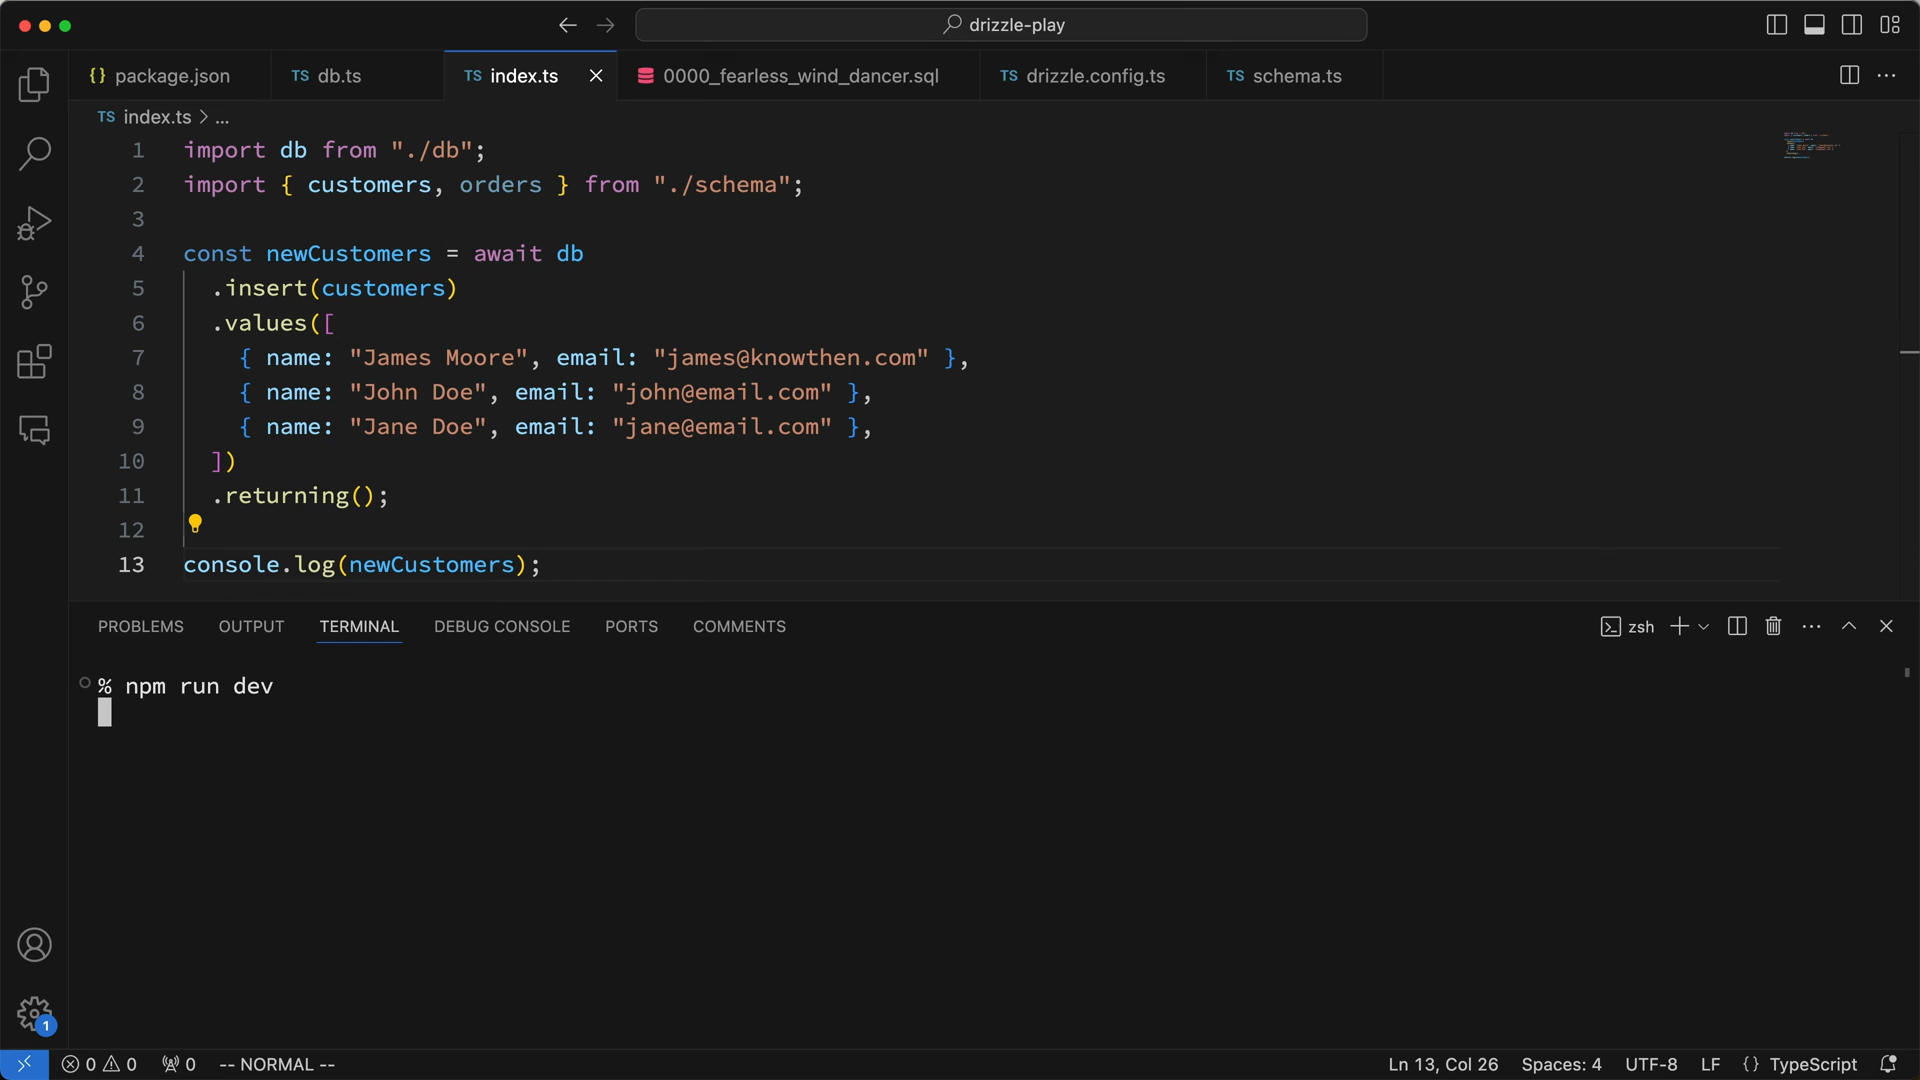 drizzle-play
{} package.json
TS db.ts
TS index.ts
0000_fearless_wind_dancer.sql
TS drizzle.config.ts
TS schema.ts
TS index.ts > ...
1 import db from "./db";
2 import { customers, orders } from "./schema";
3
4 const newCustomers = await db
5 .insert(customers)
6 .values([
7 { name: "James Moore", email: "james@knowthen.com" },
8 { name: "John Doe", email: "john@email.com" },
9 { name: "Jane Doe", email: "jane@email.com" },
10 ])
11 .returning();
12
13 console.log(newCustomers);
PROBLEMS OUTPUT TERMINAL DEBUG CONSOLE PORTS COMMENTS
zsh
% npm run dev
1
0 0 0 -- NORMAL --
Ln 13, Col 26 Spaces: 4 UTF-8 LF {} TypeScript